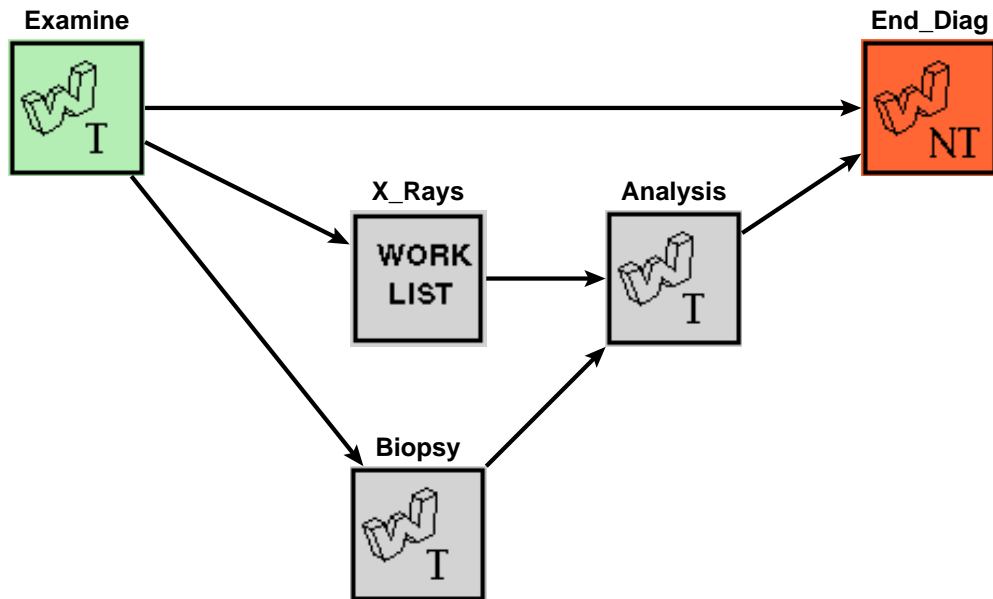 Examine
End_Diag
W
T
W
NT
X_Rays
Analysis
WORK
LIST
W
T
Biopsy
W
T